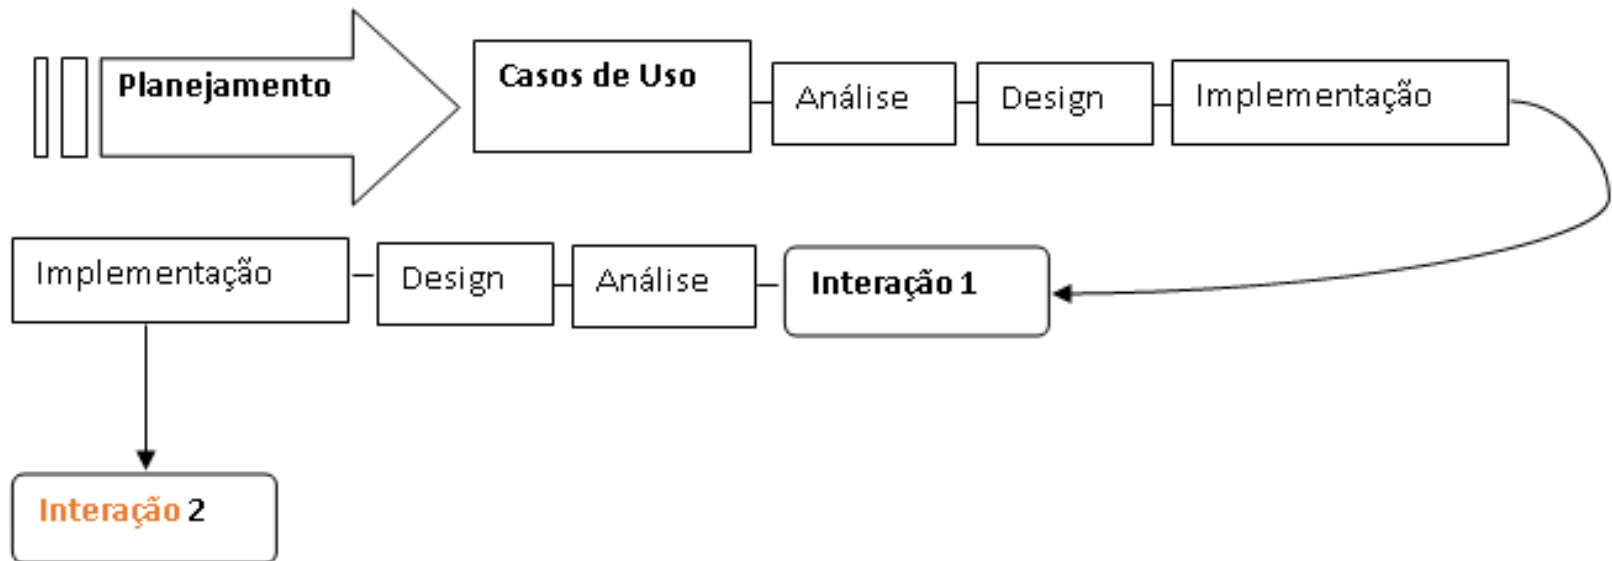 Planejamento
Casos de Uso
Análise
Design
Implementação
Implementação
Design
Análise
Interação 1
Interação 2